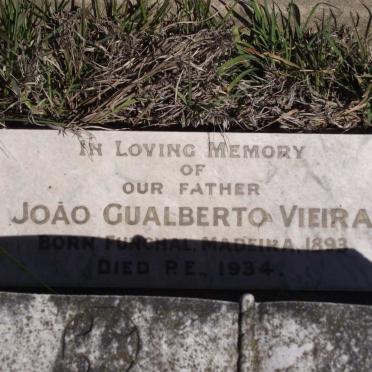 In Loving Memory
of
our father
João Gualberto Vieira
Born Funchal, Madeira, 1893
Died P.E., 1934.